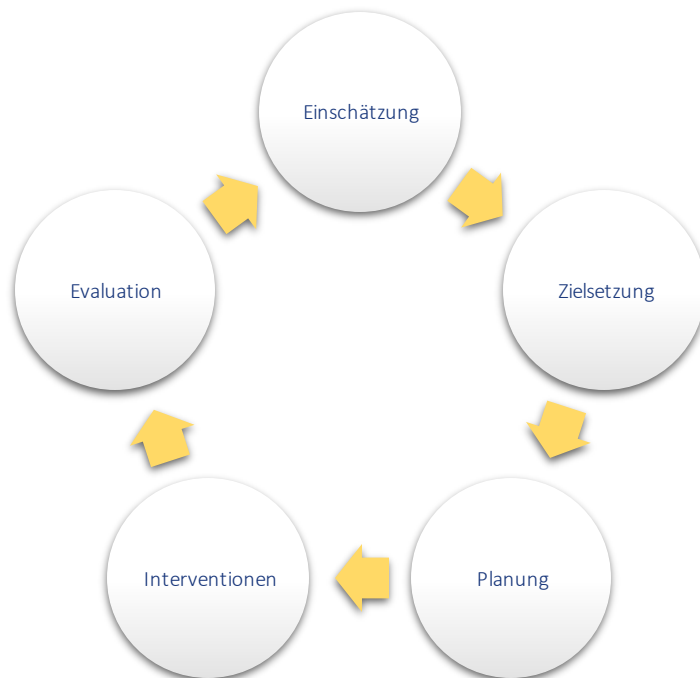 Einschätzung
Zielsetzung
Planung
Interventionen
Evaluation